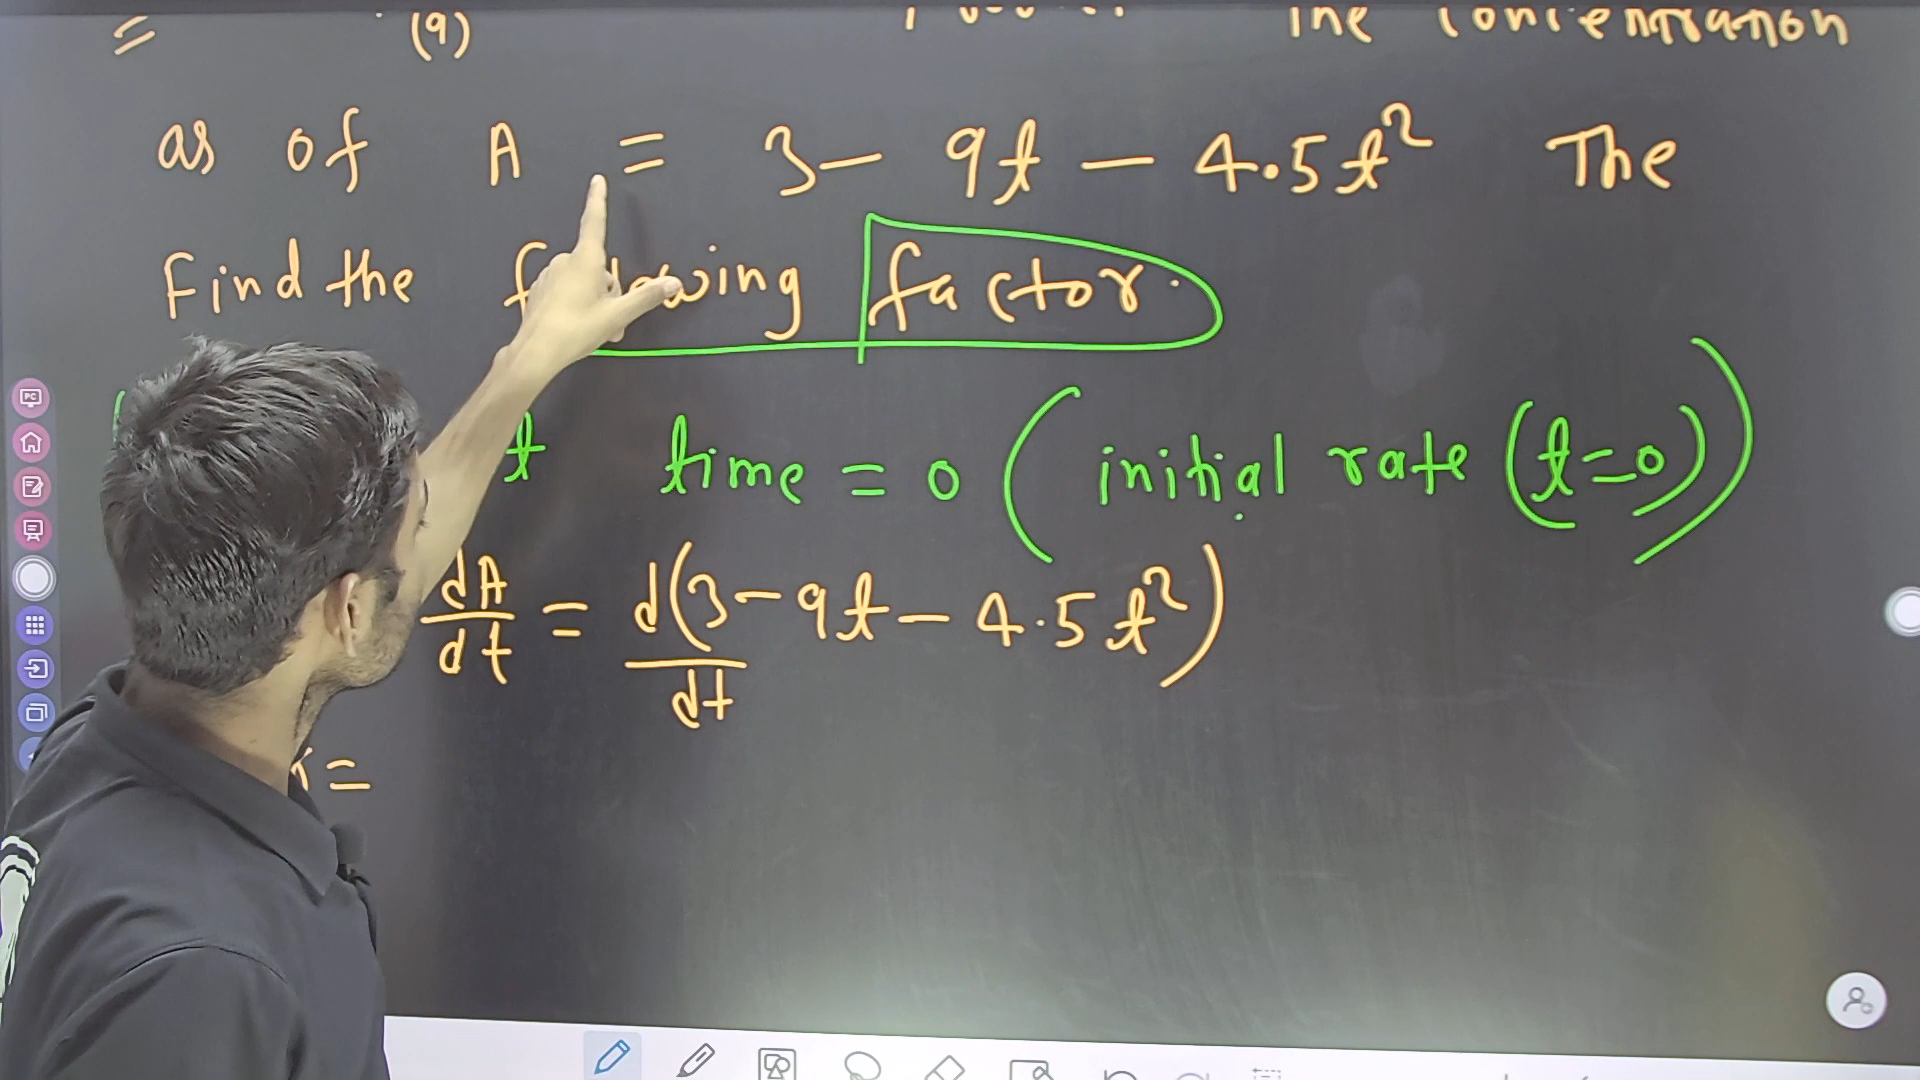 = (9) The concentration
as of A = 3 - 9t - 4.5t² The
Find the following factor.
t time = 0 ( initial rate (t=0) )
dA/dt = d(3 - 9t - 4.5t²)/dt
=